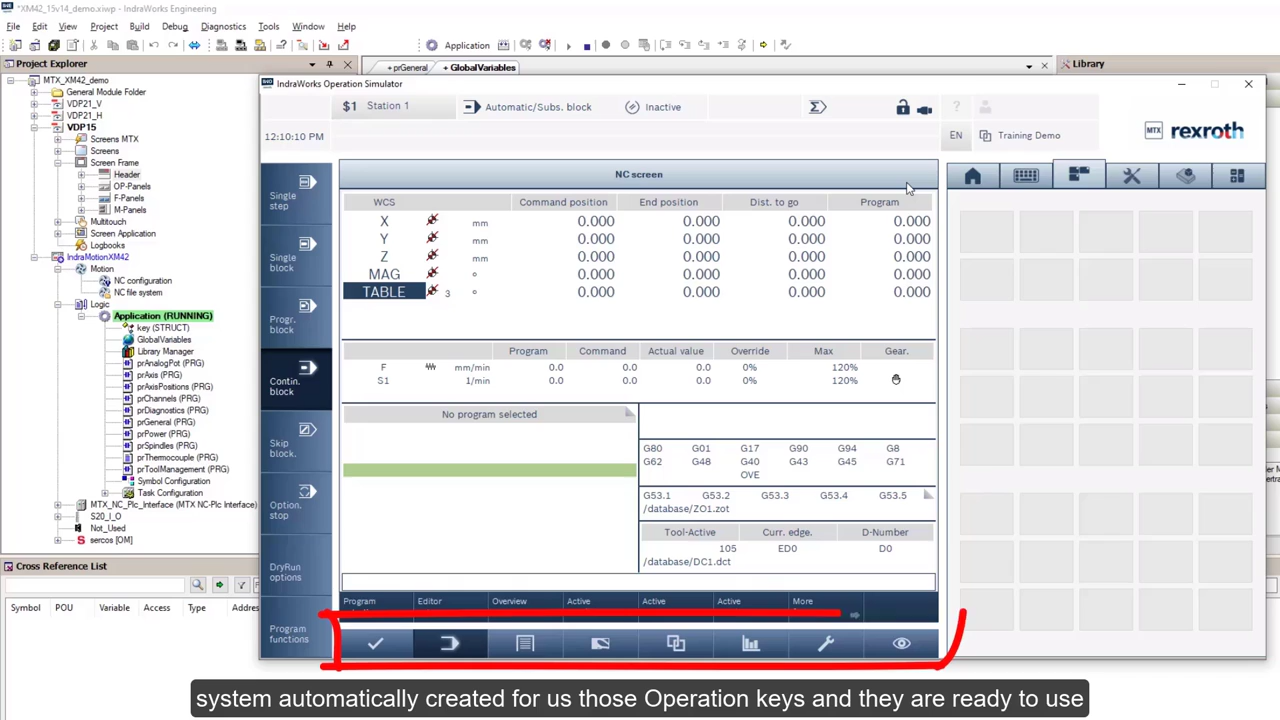 *XM42_15v14_demo.xiwp - IndraWorks Engineering
File Edit View Project Build Debug Diagnostics Tools Window Help
Application
Project Explorer
prGeneral GlobalVariables
Library
MTX_XM42_demo
General Module Folder
VDP21_V
VDP21_H
VDP15
Screens MTX
Screens
Screen Frame
Header
OP-Panels
F-Panels
M-Panels
Multitouch
Screen Application
Logbooks
IndraMotionXM42
Motion
NC configuration
NC file system
Logic
Application (RUNNING)
key (STRUCT)
GlobalVariables
Library Manager
prAnalogPot (PRG)
prAxis (PRG)
prAxisPositions (PRG)
prChannels (PRG)
prDiagnostics (PRG)
prGeneral (PRG)
prPower (PRG)
prSpindles (PRG)
prThermocouple (PRG)
prToolManagement (PRG)
Symbol Configuration
Task Configuration
MTX_NC_Plc_Interface (MTX NC-Plc Interface)
S20_I_O
Not_Used
sercos [OM]
Cross Reference List
Symbol POU Variable Access Type
IndraWorks Operation Simulator
$1 Station 1 Automatic/Subs. block Inactive
12:10:10 PM EN Training Demo
MTX rexroth
Single step
Single block
Progr. block
Contin. block
Skip block.
Option. stop
DryRun options
Program functions
NC screen
WCS Command position End position Dist. to go Program
X mm 0.000 0.000 0.000 0.000
Y mm 0.000 0.000 0.000 0.000
Z mm 0.000 0.000 0.000 0.000
MAG ° 0.000 0.000 0.000 0.000
TABLE 3 ° 0.000 0.000 0.000 0.000
Program Command Actual value Override Max Gear.
F mm/min 0.0 0.0 0.0 0% 120%
S1 1/min 0.0 0.0 0.0 0% 120%
No program selected
G80 G01 G17 G90 G94 G8
G62 G48 G40 G43 G45 G71
OVE
G53.1 G53.2 G53.3 G53.4 G53.5
/database/ZO1.zot
Tool-Active Curr. edge. D-Number
105 ED0 D0
/database/DC1.dct
Program Editor Overview Active Active Active More
system automatically created for us those Operation keys and they are ready to use